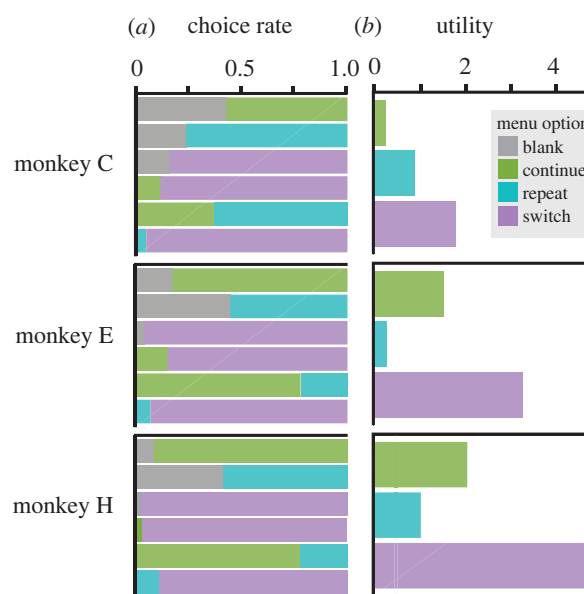 (a) choice rate (b) utility
0 0.5 1.0 0 2 4
menu option
blank
continue
repeat
switch
monkey C
monkey E
monkey H